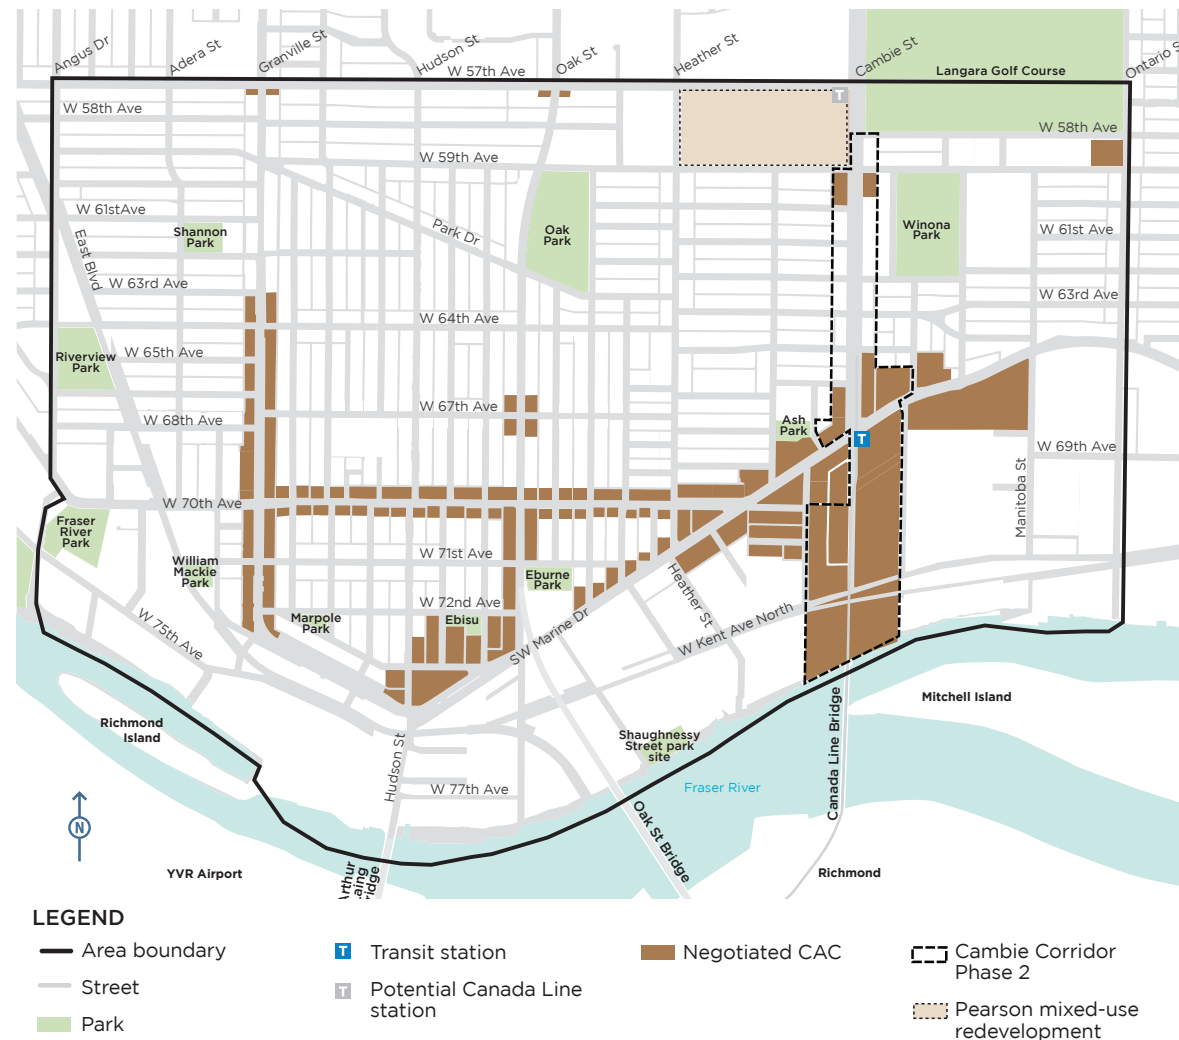 Angus Dr
Adera St
Granville St
Hudson St
Oak St
Heather St
Cambie St
Ontario S
W 57th Ave
Langara Golf Course
T
W 58th Ave
W 58th Ave
W 59th Ave
W 61stAve
Shannon
Park
Park Dr
Oak
Park
Winona
Park
W 61st Ave
East Blvd
W 63rd Ave
W 63rd Ave
W 64th Ave
Riverview
Park
W 65th Ave
W 67th Ave
W 68th Ave
Ash
Park
T
W 69th Ave
Manitoba St
W 70th Ave
Fraser
River
Park
William
Mackie
Park
W 71st Ave
Eburne
Park
Heather St
W 72nd Ave
Ebisu
Marpole
Park
W 75th Ave
SW Marine Dr
W Kent Ave North
Mitchell Island
Richmond
Island
Shaughnessy
Street park
site
Hudson St
W 77th Ave
Fraser River
Canada Line Bridge
Oak St Bridge
N
YVR Airport
Arthur
Laing
ridge
Richmond
LEGEND
Area boundary
Street
Park
T
Transit station
T
Potential Canada Line
station
Negotiated CAC
Cambie Corridor
Phase 2
Pearson mixed-use
redevelopment